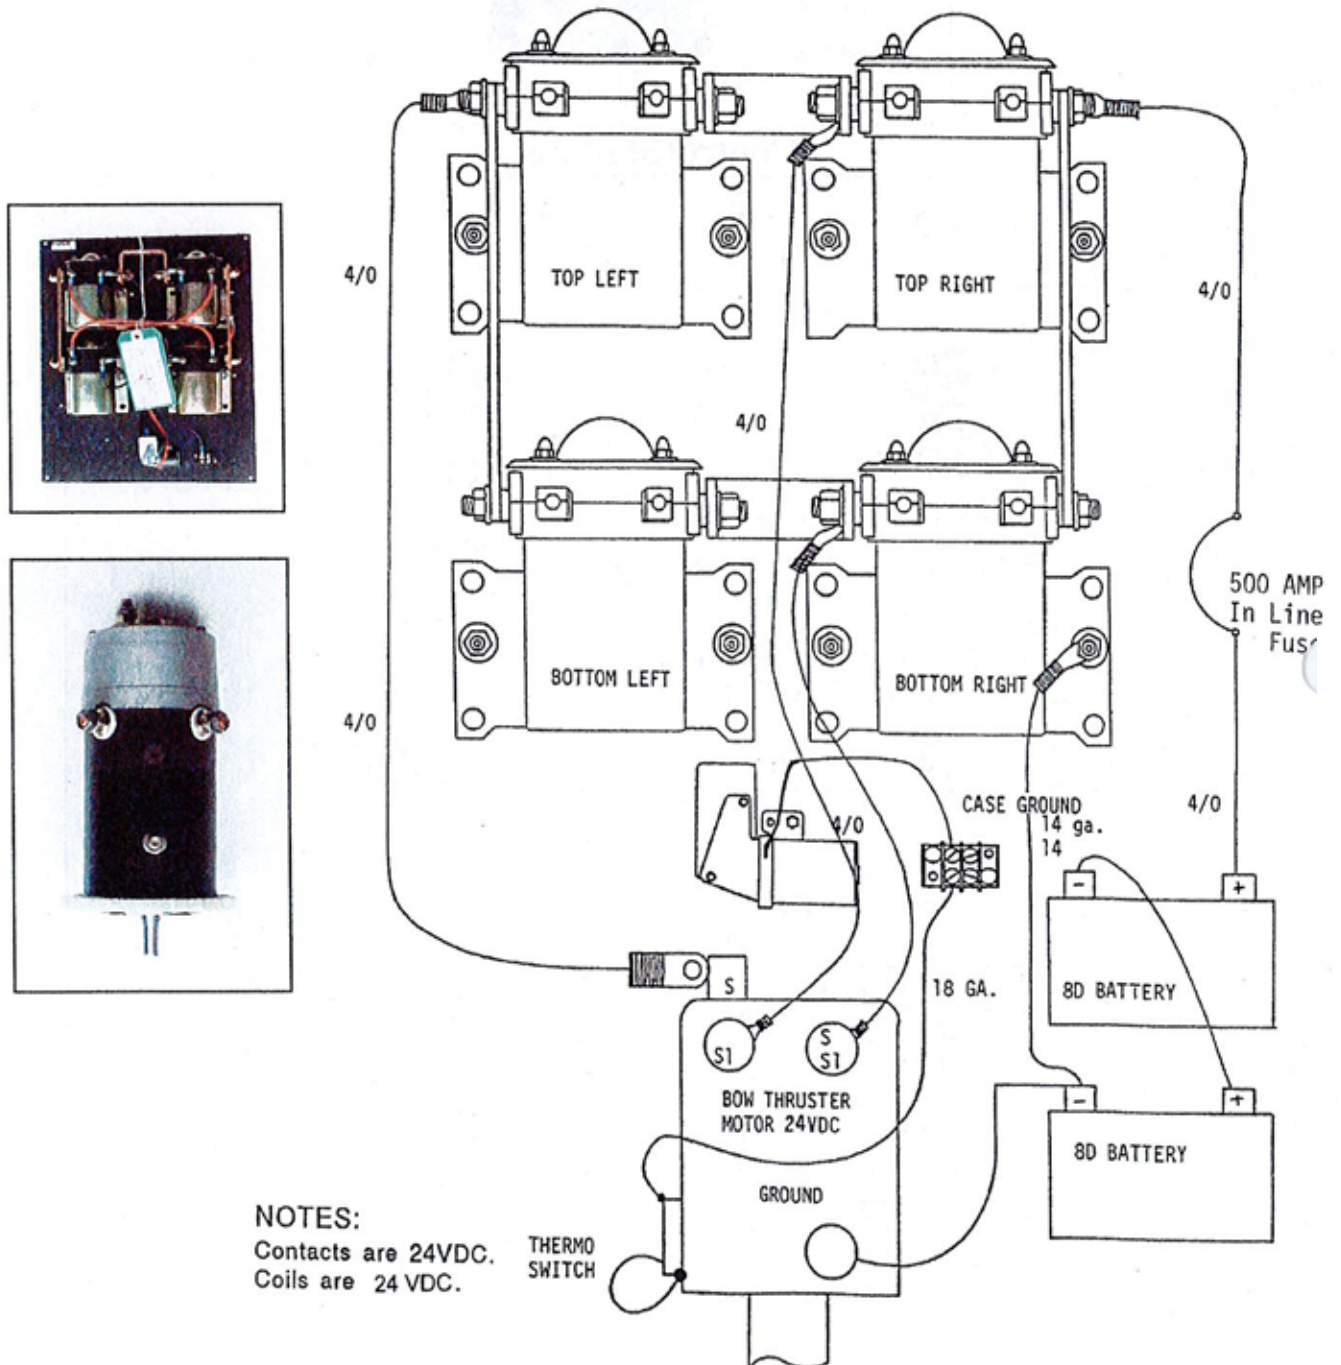 TOP LEFT
TOP RIGHT
4/0
4/0
4/0
BOTTOM LEFT
BOTTOM RIGHT
500 AMP
In Line
4/0
4/0
4/0
CASE GROUND
14 ga.
14
-
+
8D BATTERY
S
18 GA.
S1
S
S1
BOW THRUSTER
MOTOR 24VDC
-
+
8D BATTERY
GROUND
THERMO
SWITCH
NOTES:
Contacts are 24VDC.
Coils are 24 VDC.